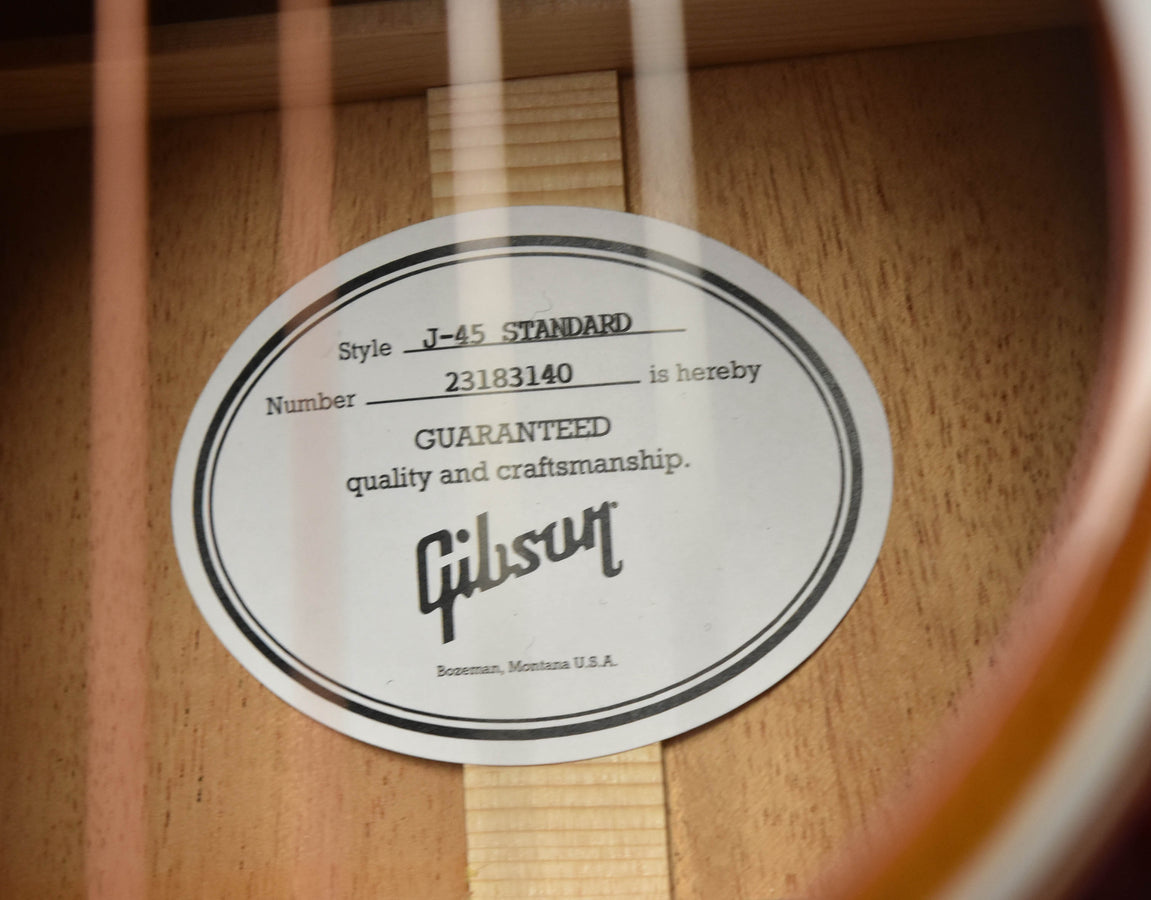 Style J-45 STANDARD
Number 23183140 is hereby
GUARANTEED
quality and craftsmanship.
Gibson
Bozeman, Montana U.S.A.